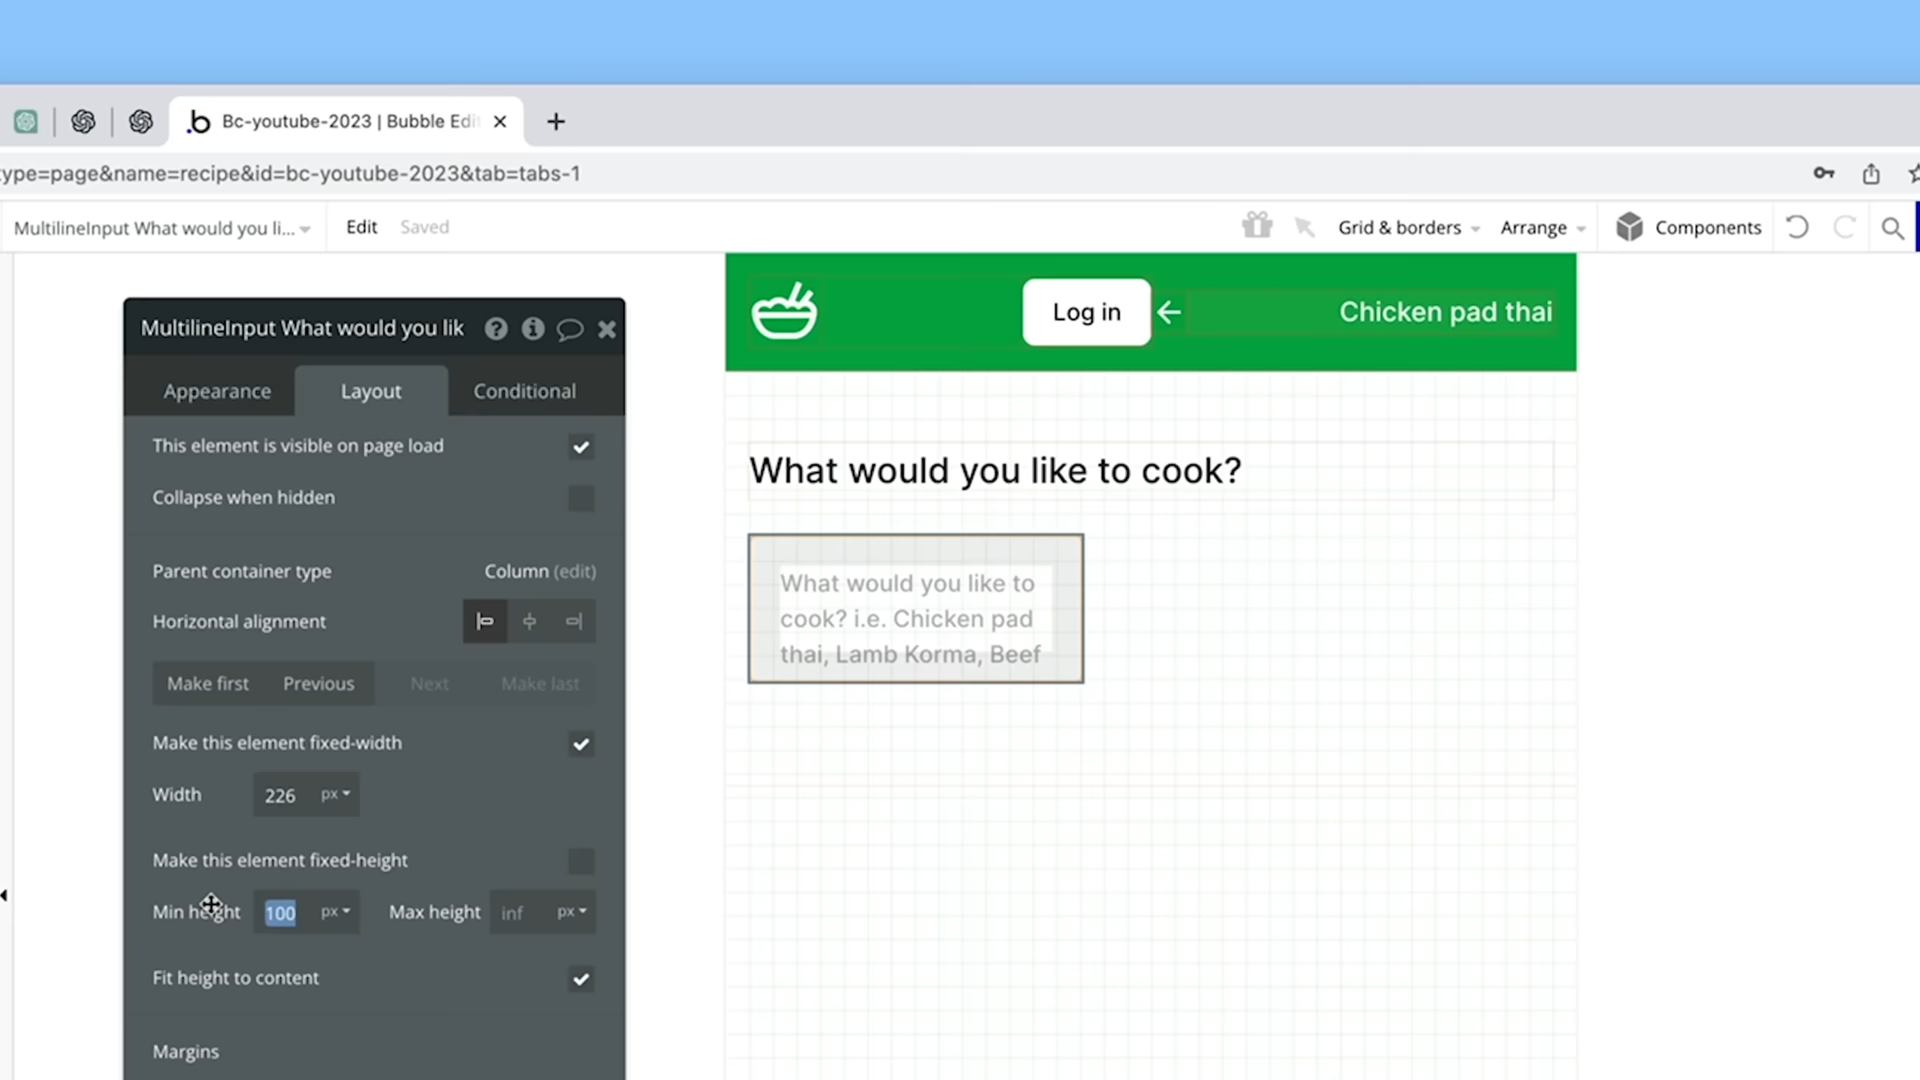 Bc-youtube-2023 | Bubble Edi
ype=page&name=recipe&id=bc-youtube-2023&tab=tabs-1
MultilineInput What would you li...
Edit
Saved
Grid & borders
Arrange
Components
MultilineInput What would you lik
Appearance
Layout
Conditional
This element is visible on page load
Collapse when hidden
Parent container type
Column (edit)
Horizontal alignment
Make first
Previous
Next
Make last
Make this element fixed-width
Width
226
px
Make this element fixed-height
Min height
100
px
Max height
inf
px
Fit height to content
Margins
Log in
Chicken pad thai
What would you like to cook?
What would you like to
cook? i.e. Chicken pad
thai, Lamb Korma, Beef